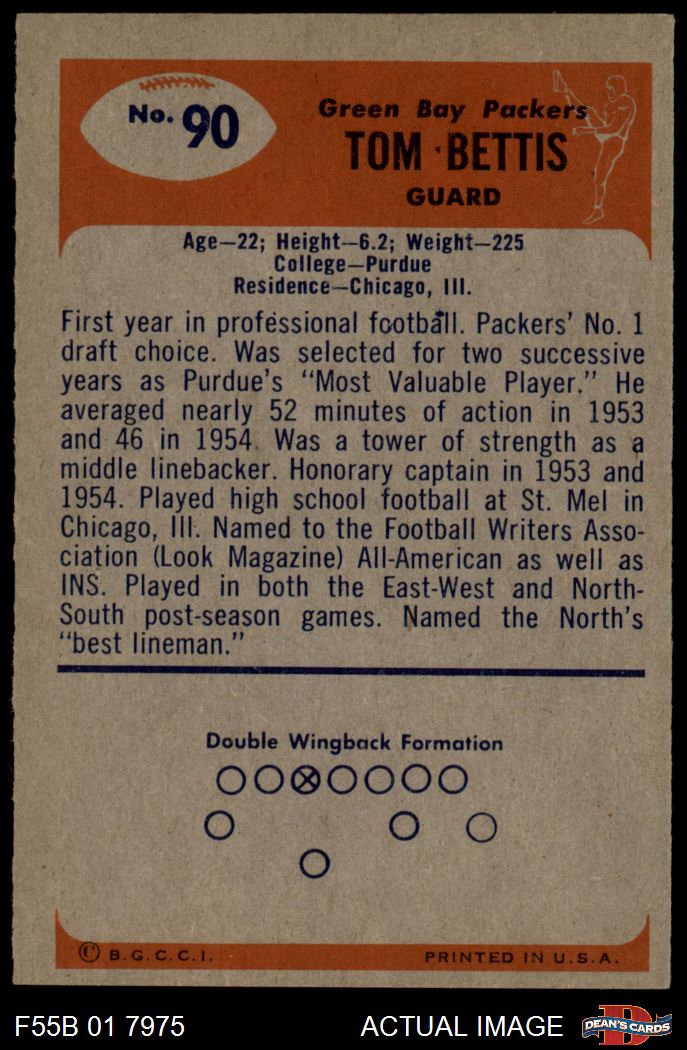 No. 90
Green Bay Packers
TOM BETTIS
GUARD
Age—22; Height—6.2; Weight—225
College—Purdue
Residence—Chicago, Ill.
First year in professional football. Packers' No. 1
draft choice. Was selected for two successive
years as Purdue's "Most Valuable Player." He
averaged nearly 52 minutes of action in 1953
and 46 in 1954. Was a tower of strength as a
middle linebacker. Honorary captain in 1953 and
1954. Played high school football at St. Mel in
Chicago, Ill. Named to the Football Writers Asso-
ciation (Look Magazine) All-American as well as
INS. Played in both the East-West and North-
South post-season games. Named the North's
"best lineman."
Double Wingback Formation
© B.G.C.C.I.
PRINTED IN U.S.A.
F55B 01 7975
ACTUAL IMAGE
D
DEAN'S CARDS